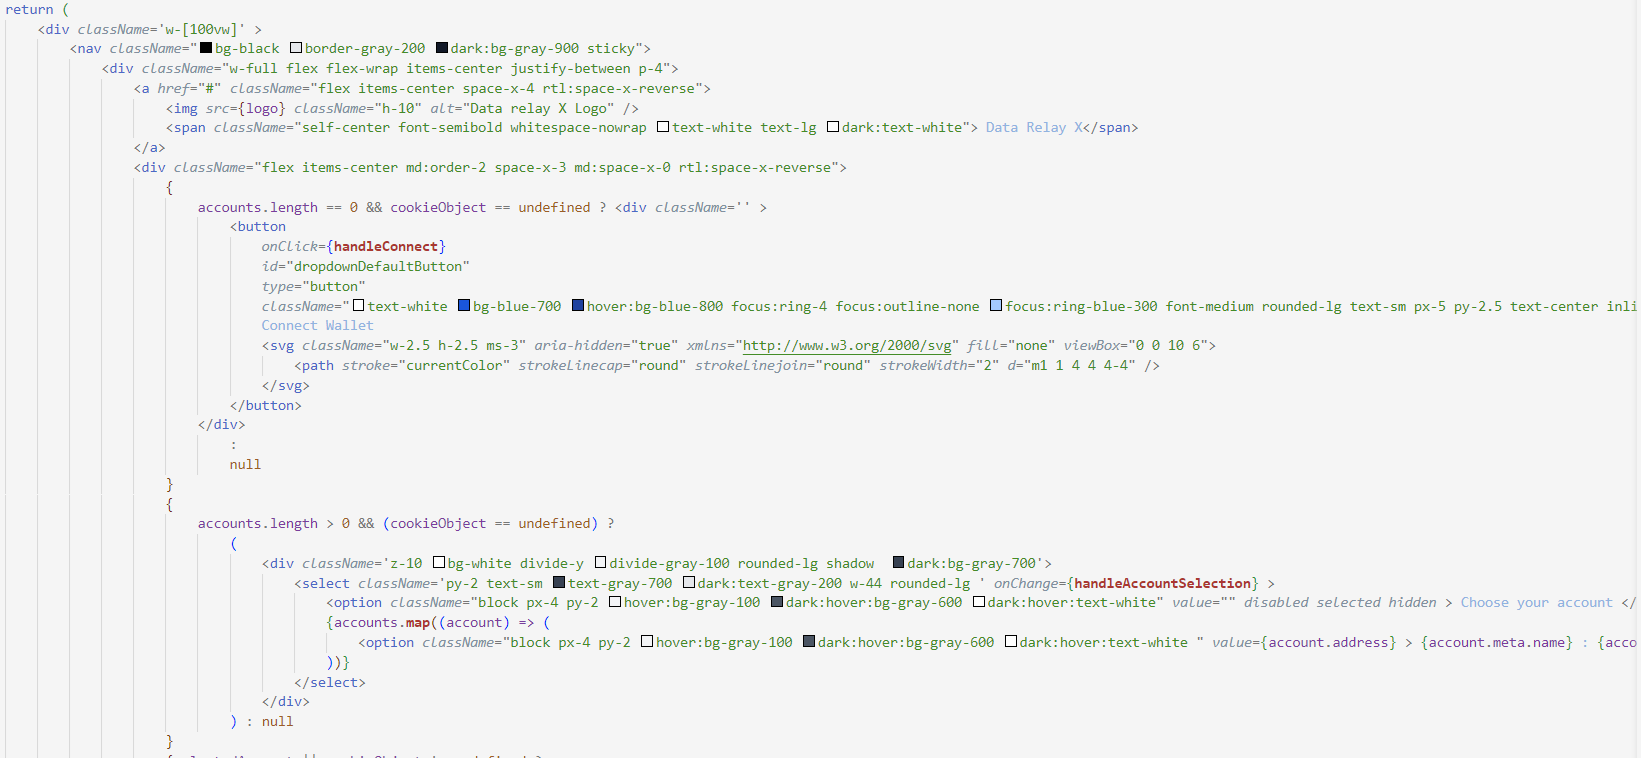 return (
<div className='w-[100vw]' >
<nav className="bg-black border-gray-200 dark:bg-gray-900 sticky">
<div className="w-full flex flex-wrap items-center justify-between p-4">
<a href="#" className="flex items-center space-x-4 rtl:space-x-reverse">
<img src={logo} className="h-10" alt="Data relay X Logo" />
<span className="self-center font-semibold whitespace-nowrap text-white text-lg dark:text-white"> Data Relay X</span>
</a>
<div className="flex items-center md:order-2 space-x-3 md:space-x-0 rtl:space-x-reverse">
{
accounts.length == 0 && cookieObject == undefined ? <div className='' >
<button
onClick={handleConnect}
id="dropdownDefaultButton"
type="button"
className="text-white bg-blue-700 hover:bg-blue-800 focus:ring-4 focus:outline-none focus:ring-blue-300 font-medium rounded-lg text-sm px-5 py-2.5 text-center inli
Connect Wallet
<svg className="w-2.5 h-2.5 ms-3" aria-hidden="true" xmlns="http://www.w3.org/2000/svg" fill="none" viewBox="0 0 10 6">
<path stroke="currentColor" strokeLinecap="round" strokeLinejoin="round" strokeWidth="2" d="m1 1 4 4 4-4" />
</svg>
</button>
</div>
:
null
}
{
accounts.length > 0 && (cookieObject == undefined) ?
(
<div className='z-10 bg-white divide-y divide-gray-100 rounded-lg shadow  dark:bg-gray-700'>
<select className='py-2 text-sm text-gray-700 dark:text-gray-200 w-44 rounded-lg ' onChange={handleAccountSelection} >
<option className="block px-4 py-2 hover:bg-gray-100 dark:hover:bg-gray-600 dark:hover:text-white" value="" disabled selected hidden > Choose your account </
{accounts.map((account) => (
<option className="block px-4 py-2 hover:bg-gray-100 dark:hover:bg-gray-600 dark:hover:text-white " value={account.address} > {account.meta.name} : {acco
))}
</select>
</div>
) : null
}